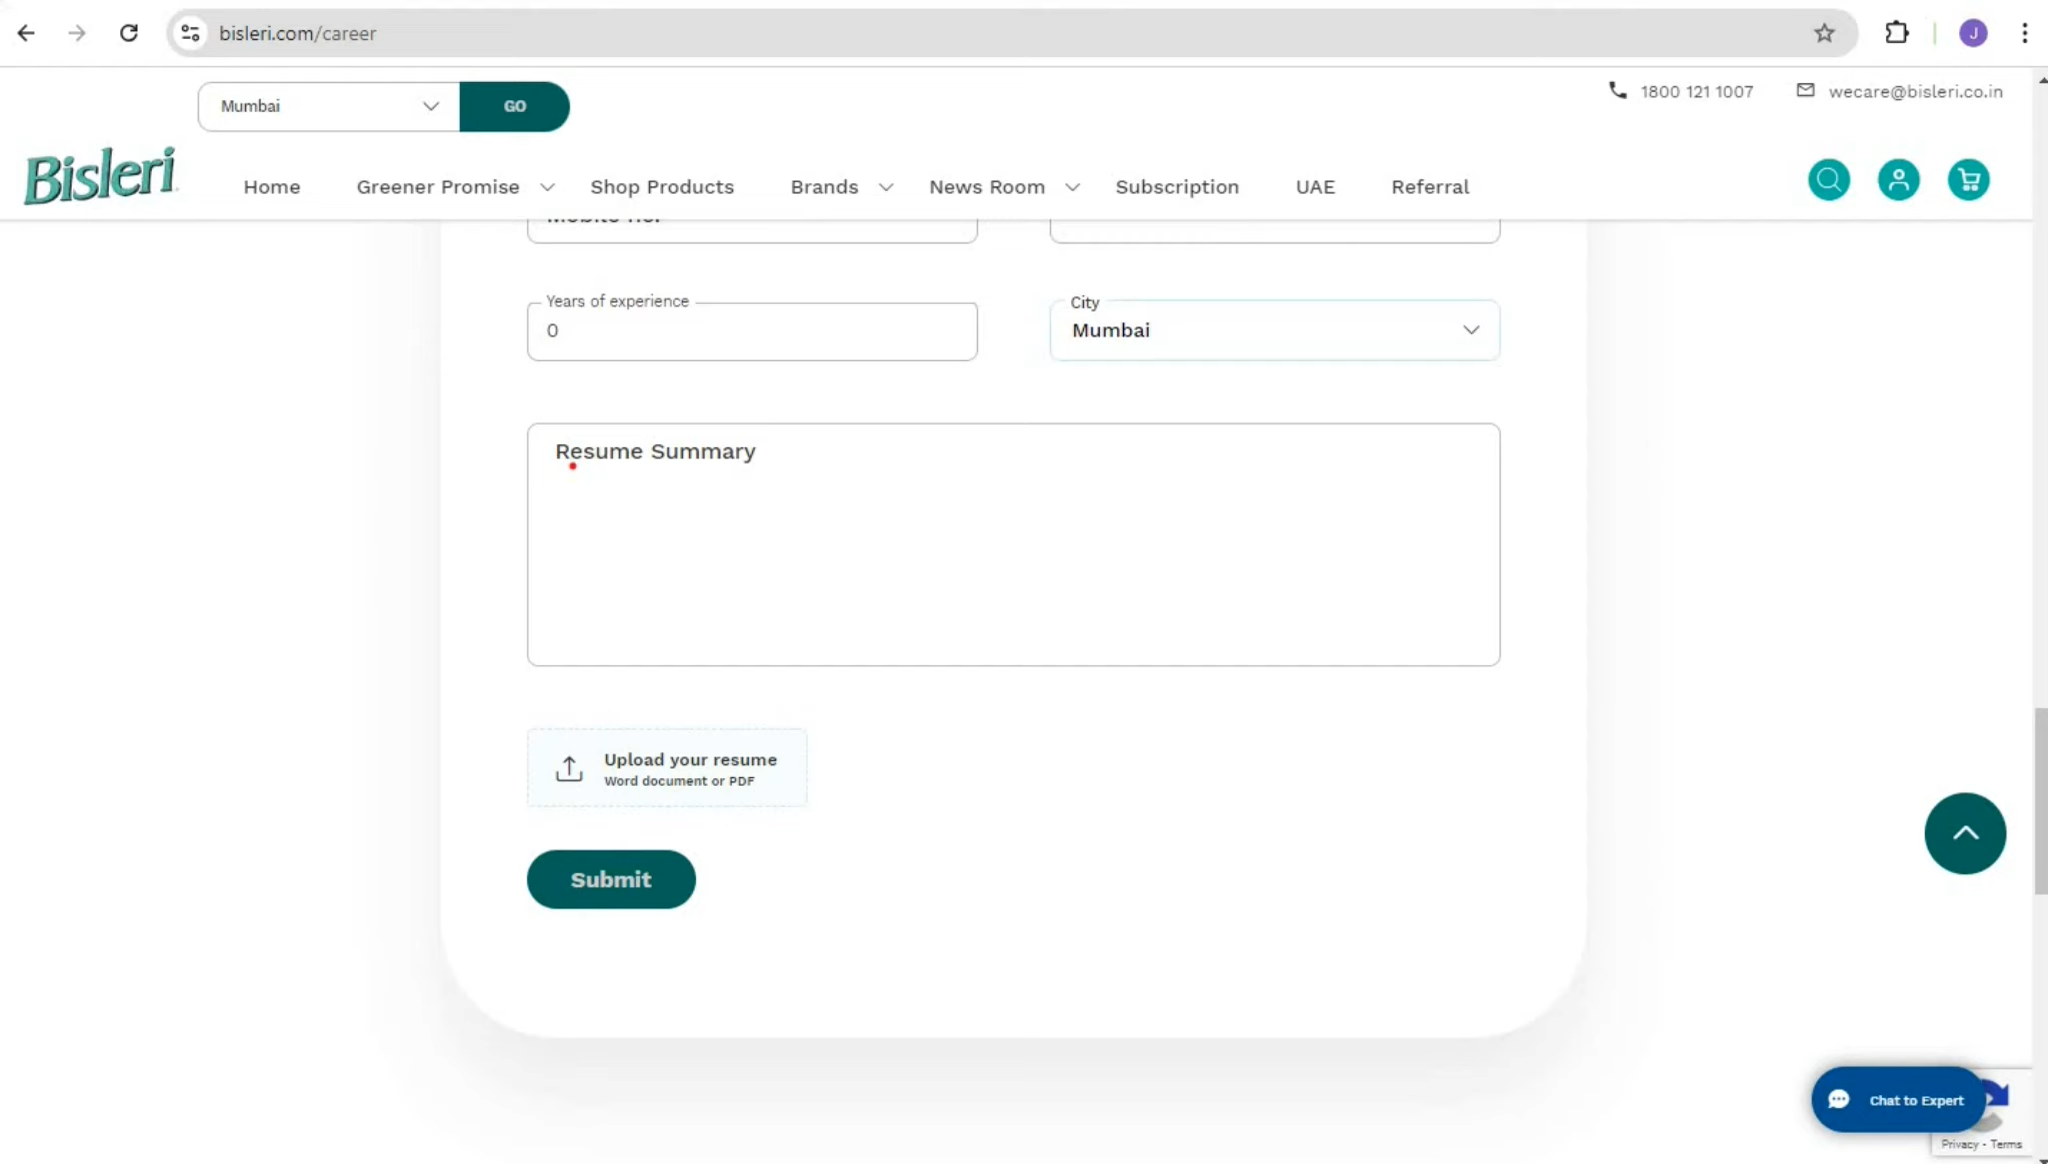 bisleri.com/career
J
Mumbai
GO
1800 121 1007
wecare@bisleri.co.in
Bisleri
Home
Greener Promise
Shop Products
Brands
News Room
Subscription
UAE
Referral
Mobile no.
Years of experience
0
City
Mumbai
Resume Summary
Upload your resume
Word document or PDF
Submit
Chat to Expert
Privacy - Terms